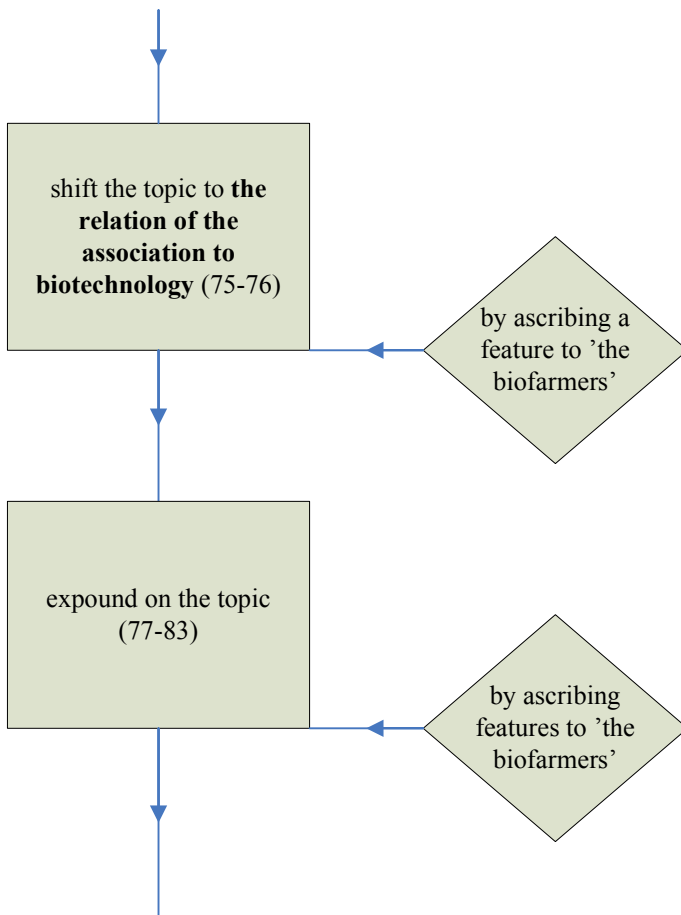 shift the topic to the
relation of the
association to
biotechnology (75-76)
by ascribing a
feature to ’the
biofarmers’
expound on the topic
(77-83)
by ascribing
features to ’the
biofarmers’